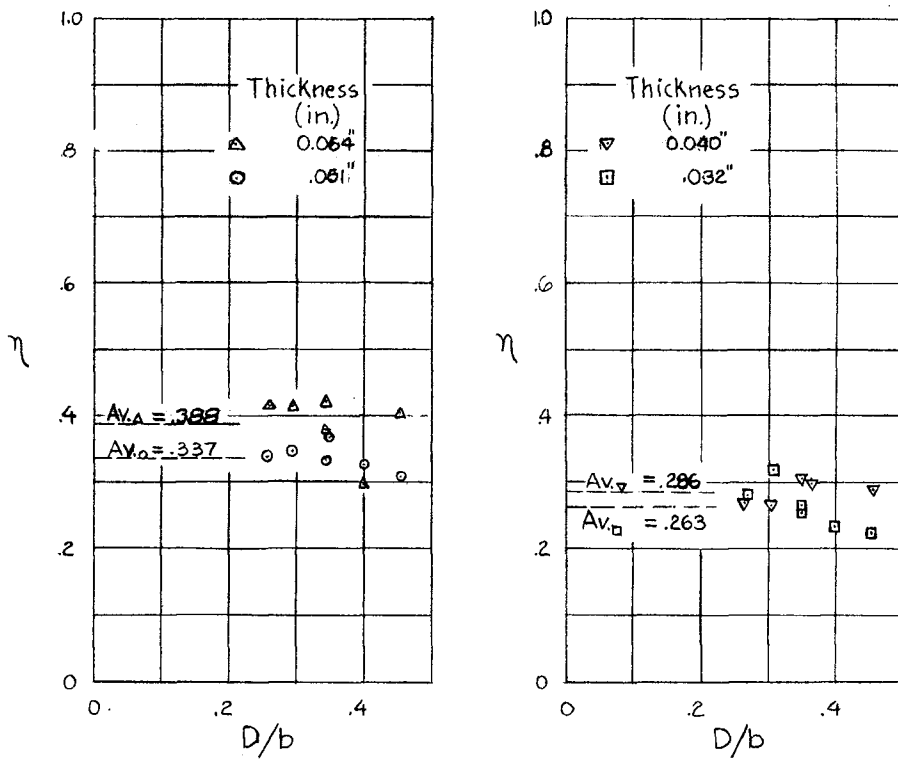 1.0
Thickness
(in.)
0.064"
.8
.051"
.6
η
Av.△ = .388
.4
Av.○ = .337
.2
0
0 .2 .4
D/b
1.0
Thickness
(in.)
0.040"
.8
.032"
.6
η
.4
Av.▽ = .286
Av.□ = .263
.2
0
0 .2 .4
D/b